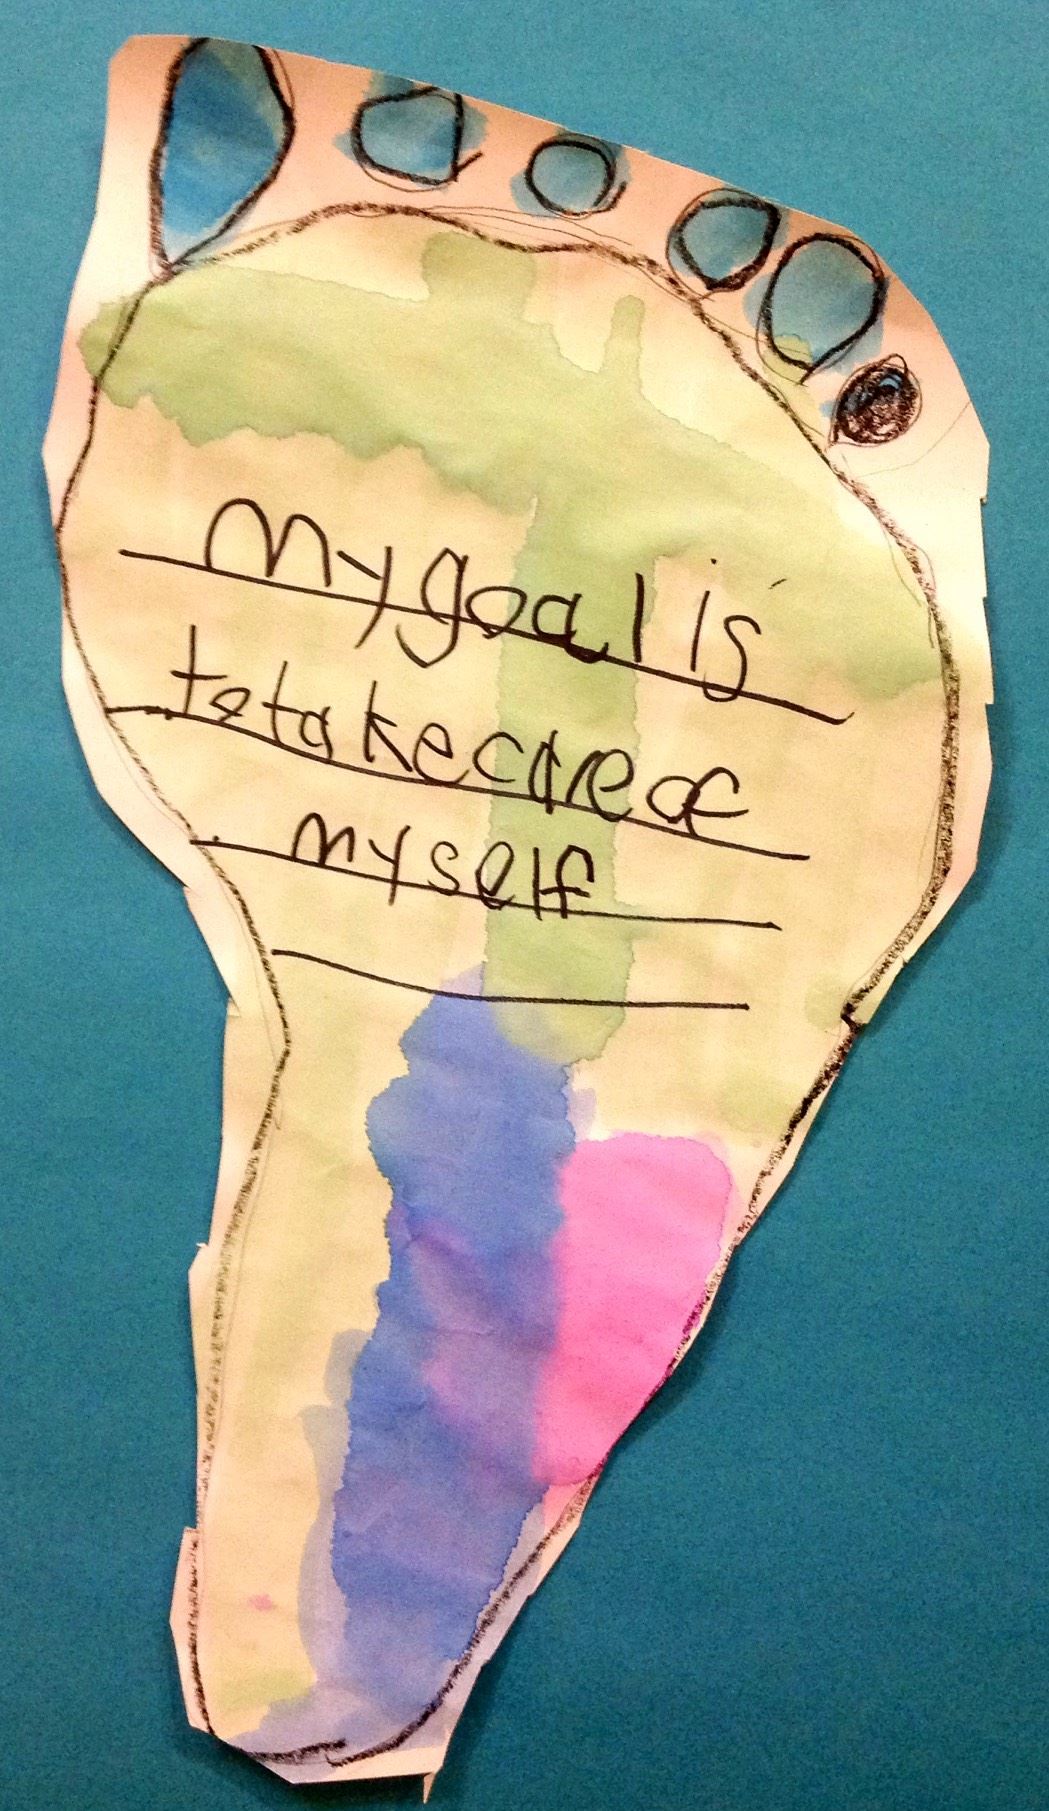 My goal is
to take care of
myself